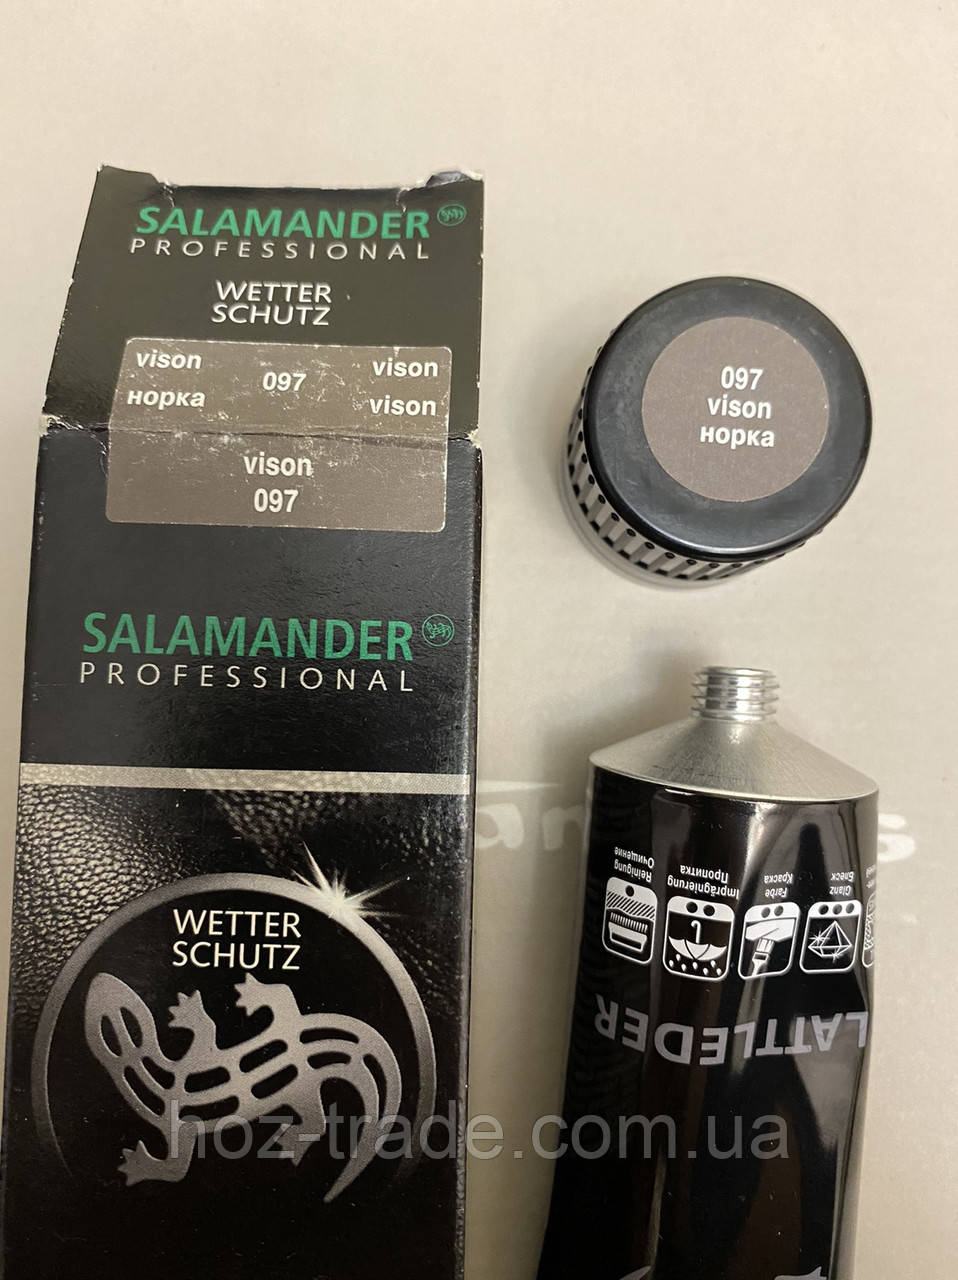 SALAMANDER
PROFESSIONAL
WETTER
SCHUTZ
vison 097 vison
норка vison
vison
097
SALAMANDER
PROFESSIONAL
WETTER
SCHUTZ
097
vison
норка
Reinigung
Очищение
Imprägnierung
Пропитка
Farbe
Краска
Glanz
Блеск
LATTLEDER
hoz-trade.com.ua